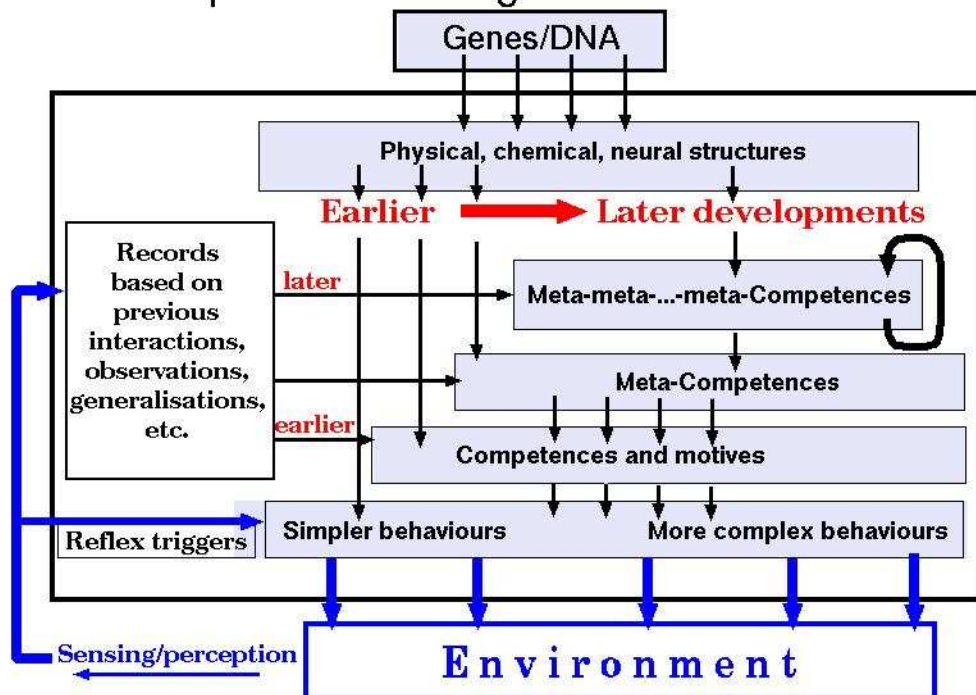 Genes/DNA
Physical, chemical, neural structures
Earlier
Later developments
Records
based on
previous
interactions,
observations,
generalisations,
etc.
later
earlier
Meta-meta-...-meta-Competences
Meta-Competences
Competences and motives
Reflex triggers
Simpler behaviours
More complex behaviours
Sensing/perception
Environment